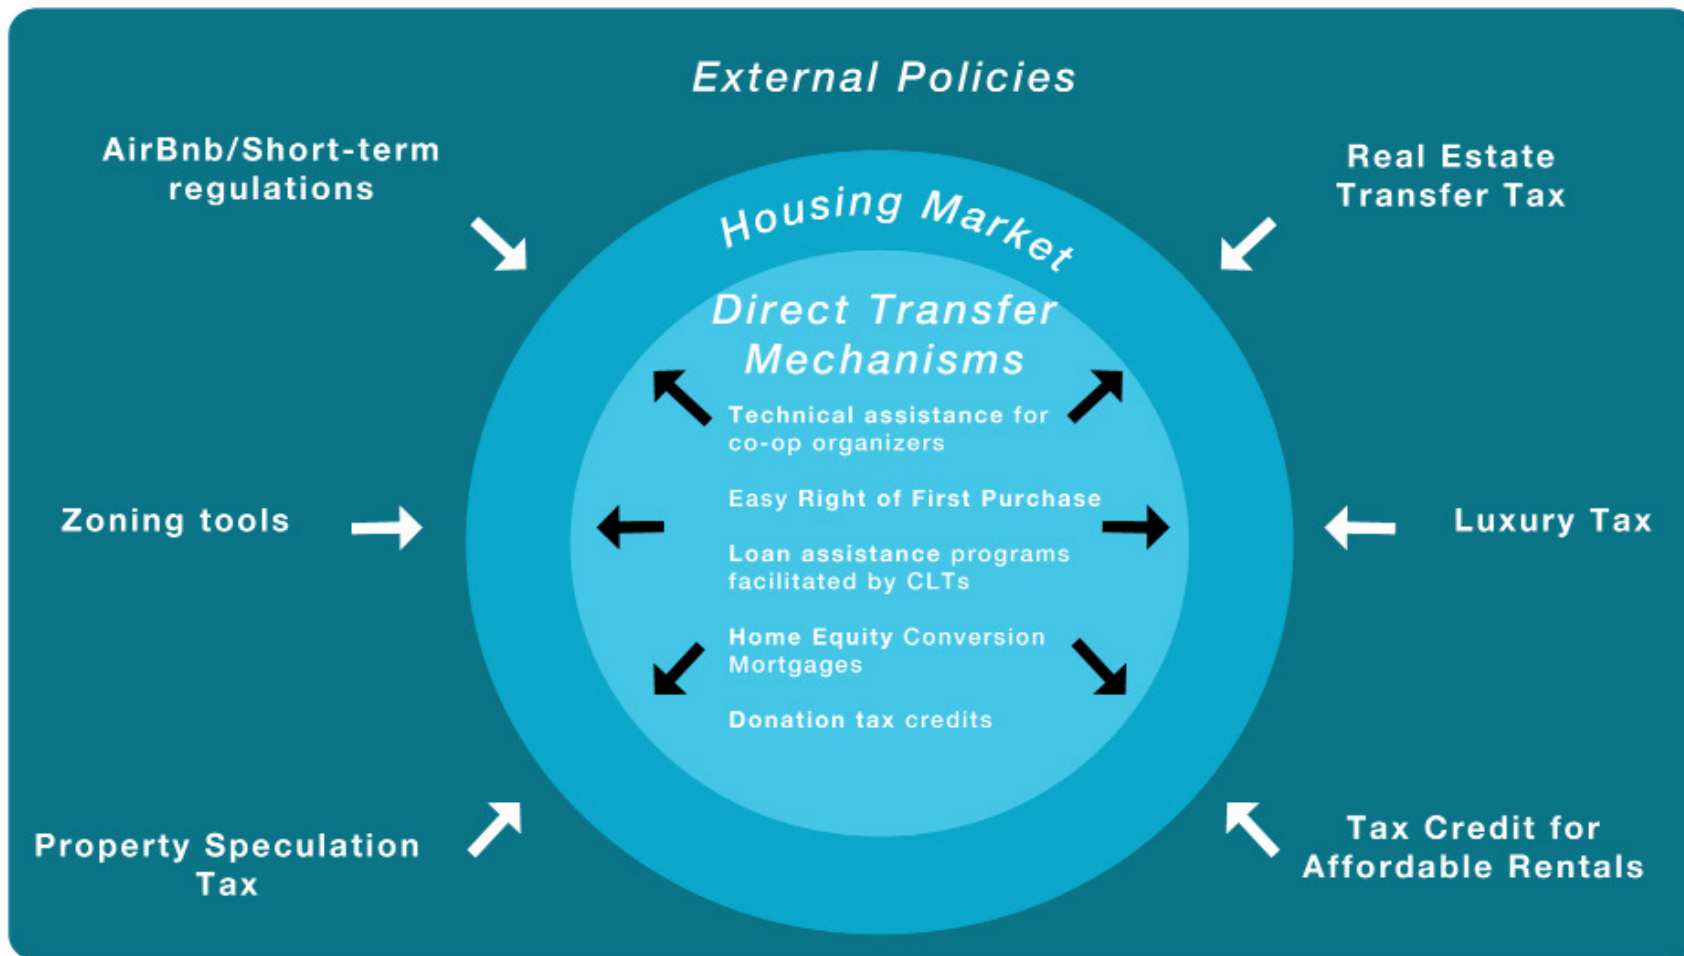 External Policies
AirBnb/Short-term
regulations
Real Estate
Transfer Tax
Housing Market
Direct Transfer
Mechanisms
Technical assistance for
co-op organizers
Easy Right of First Purchase
Loan assistance programs
facilitated by CLTs
Home Equity Conversion
Mortgages
Donation tax credits
Zoning tools
Luxury Tax
Property Speculation
Tax
Tax Credit for
Affordable Rentals